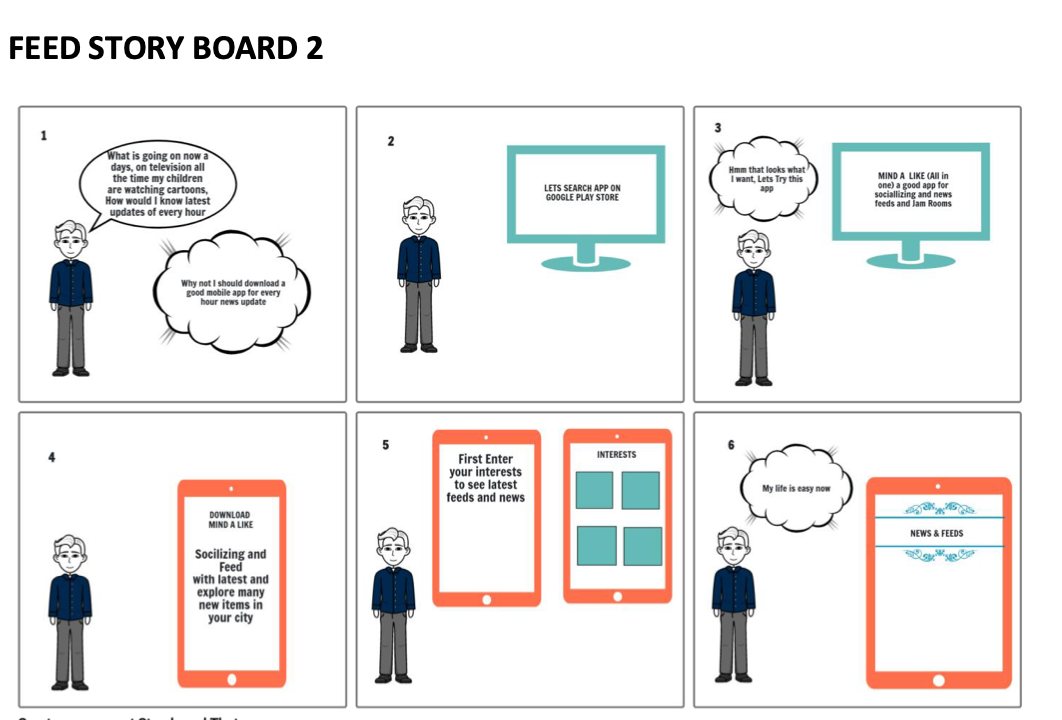 FEED STORY BOARD 2
1
What is going on now a
days, on television all
the time my children
are watching cartoons,
How would I know latest
updates of every hour
Why not I should download a
good mobile app for every
hour news update
2
LETS SEARCH APP ON
GOOGLE PLAY STORE
3
Hmm that looks what
I want, Lets Try this
app
MIND A LIKE (All in
one) a good app for
sociallizing and news
feeds and Jam Rooms
4
DOWNLOAD
MIND A LIKE
Socilizing and
Feed
with latest and
explore many
new items in
your city
5
First Enter
your interests
to see latest
feeds and news
INTERESTS
6
My life is easy now
NEWS & FEEDS